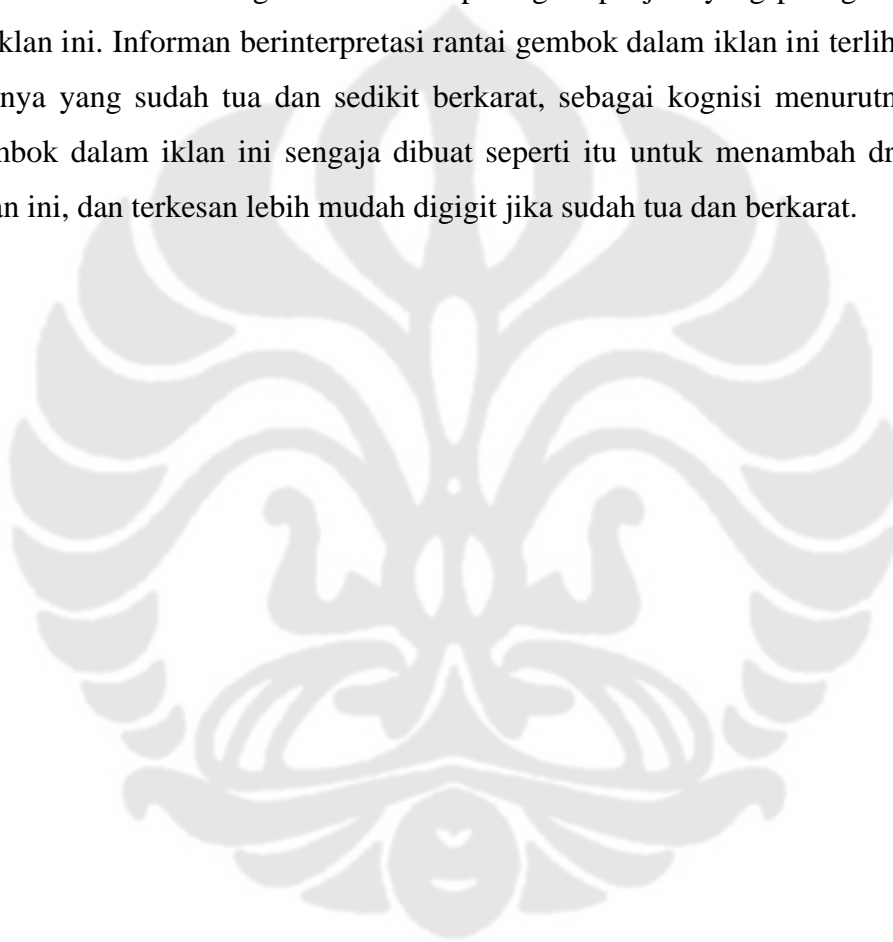 klan ini. Informan berinterpretasi rantai gembok dalam iklan ini terlih
nya yang sudah tua dan sedikit berkarat, sebagai kognisi menurutn
mbok dalam iklan ini sengaja dibuat seperti itu untuk menambah dr
an ini, dan terkesan lebih mudah digigit jika sudah tua dan berkarat.